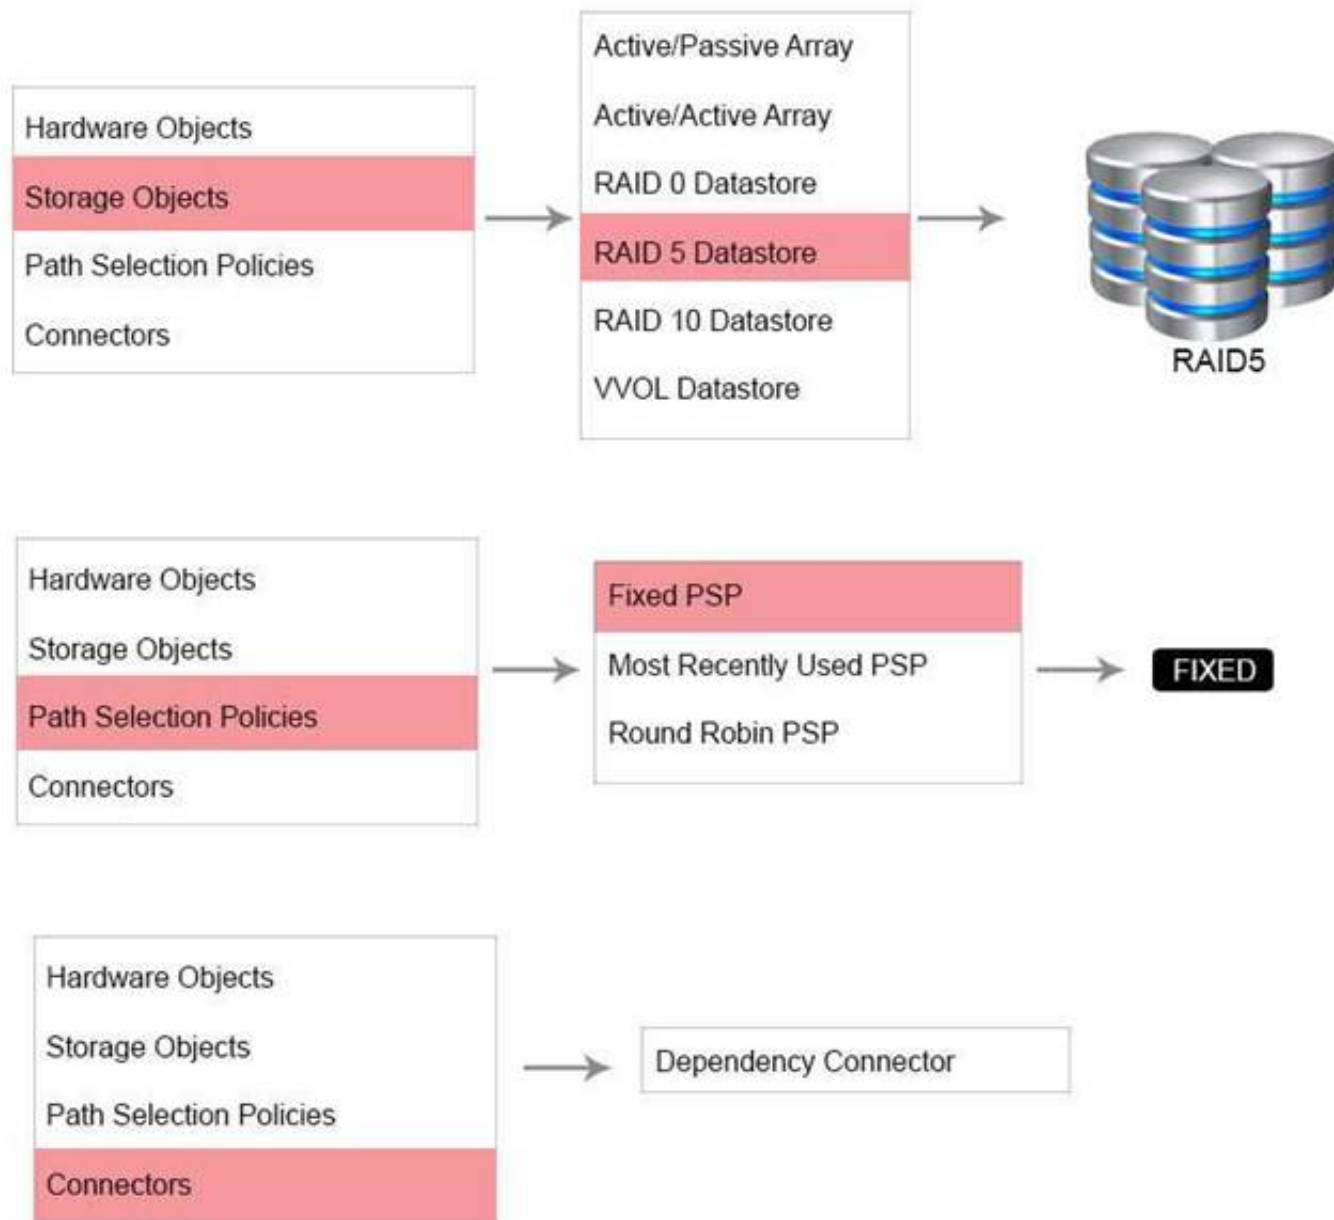 Hardware Objects
Storage Objects
Path Selection Policies
Connectors
Active/Passive Array
Active/Active Array
RAID 0 Datastore
RAID 5 Datastore
RAID 10 Datastore
VVOL Datastore
RAID5
Hardware Objects
Storage Objects
Path Selection Policies
Connectors
Fixed PSP
Most Recently Used PSP
Round Robin PSP
FIXED
Hardware Objects
Storage Objects
Path Selection Policies
Connectors
Dependency Connector